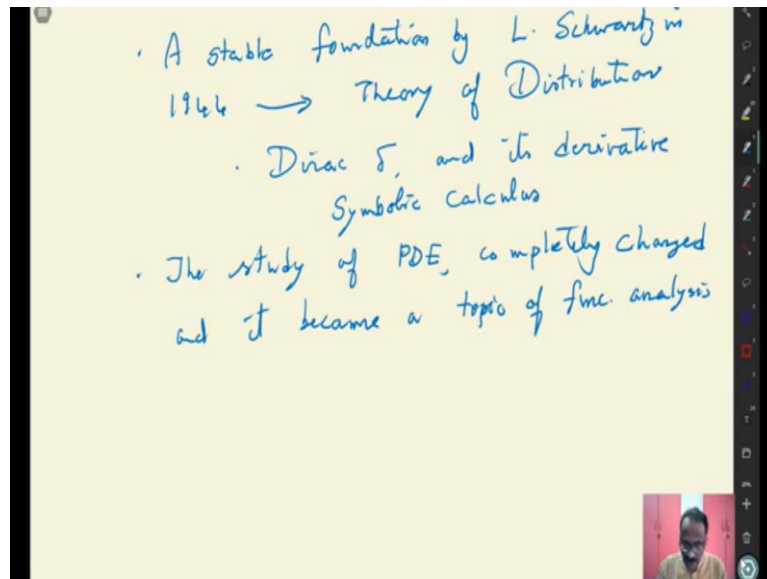 . A stable foundation by L. Schwartz in
1944 → Theory of Distribution
. Dirac δ, and its derivative
Symbolic Calculus
. The study of PDE, completely changed
and it became a topic of func. analysis